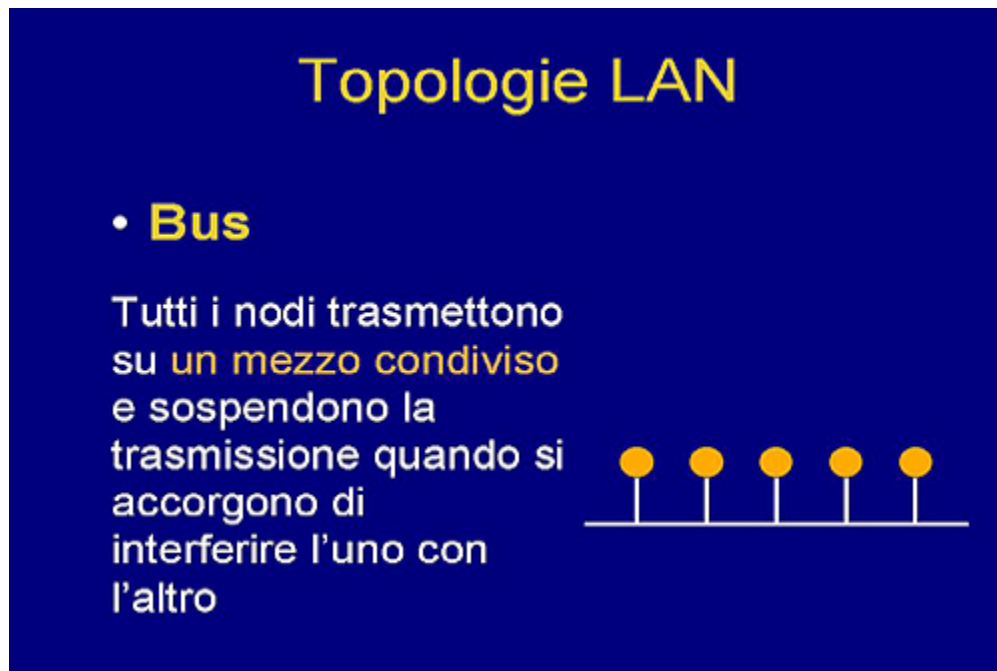 Topologie LAN
• Bus
Tutti i nodi trasmettono
su un mezzo condiviso
e sospendono la
trasmissione quando si
accorgono di
interferire l’uno con
l’altro